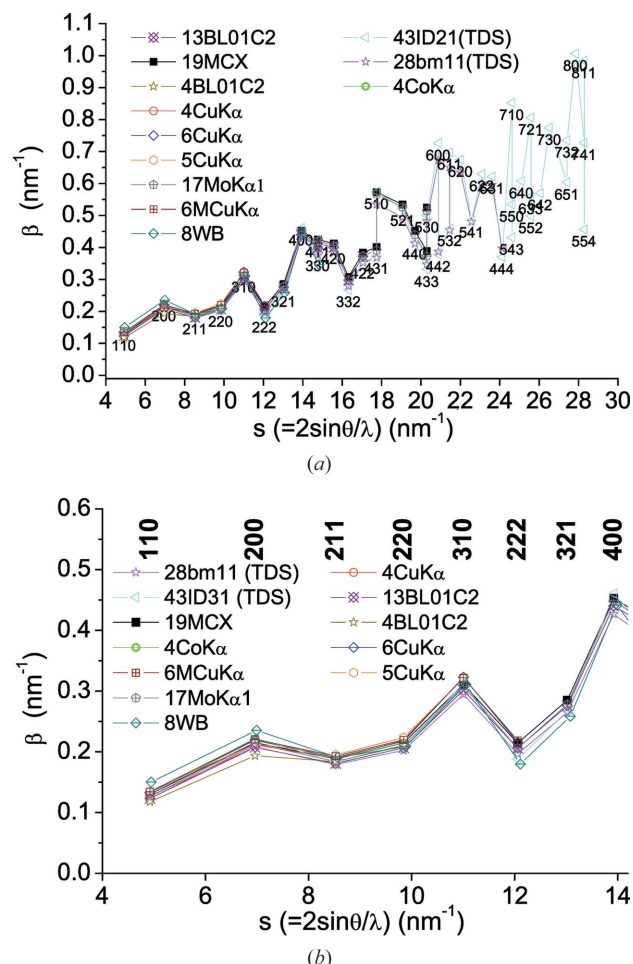 13BL01C2
19MCX
4BL01C2
4CuKα
6CuKα
5CuKα
17MoKα1
6MCuKα
8WB
43ID21(TDS)
28bm11(TDS)
4CoKα
β (nm⁻¹)
1.1
1.0
0.9
0.8
0.7
0.6
0.5
0.4
0.3
0.2
0.1
0.0
110
200
211
220
310
222
321
400
330
420
332
422
431
510
521
440
530
433
442
600
611
532
620
541
622
631
444
710
550
543
640
721
633
552
642
730
732
651
800
811
741
554
4 6 8 10 12 14 16 18 20 22 24 26 28 30
s (=2sinθ/λ) (nm⁻¹)
(a)
0.6
0.5
0.4
0.3
0.2
0.1
0.0
β (nm⁻¹)
110 200 211 220 310 222 321 400
28bm11 (TDS)
43ID31 (TDS)
19MCX
4CoKα
6MCuKα
17MoKα1
8WB
4CuKα
13BL01C2
4BL01C2
6CuKα
5CuKα
4 6 8 10 12 14
s (=2sinθ/λ) (nm⁻¹)
(b)